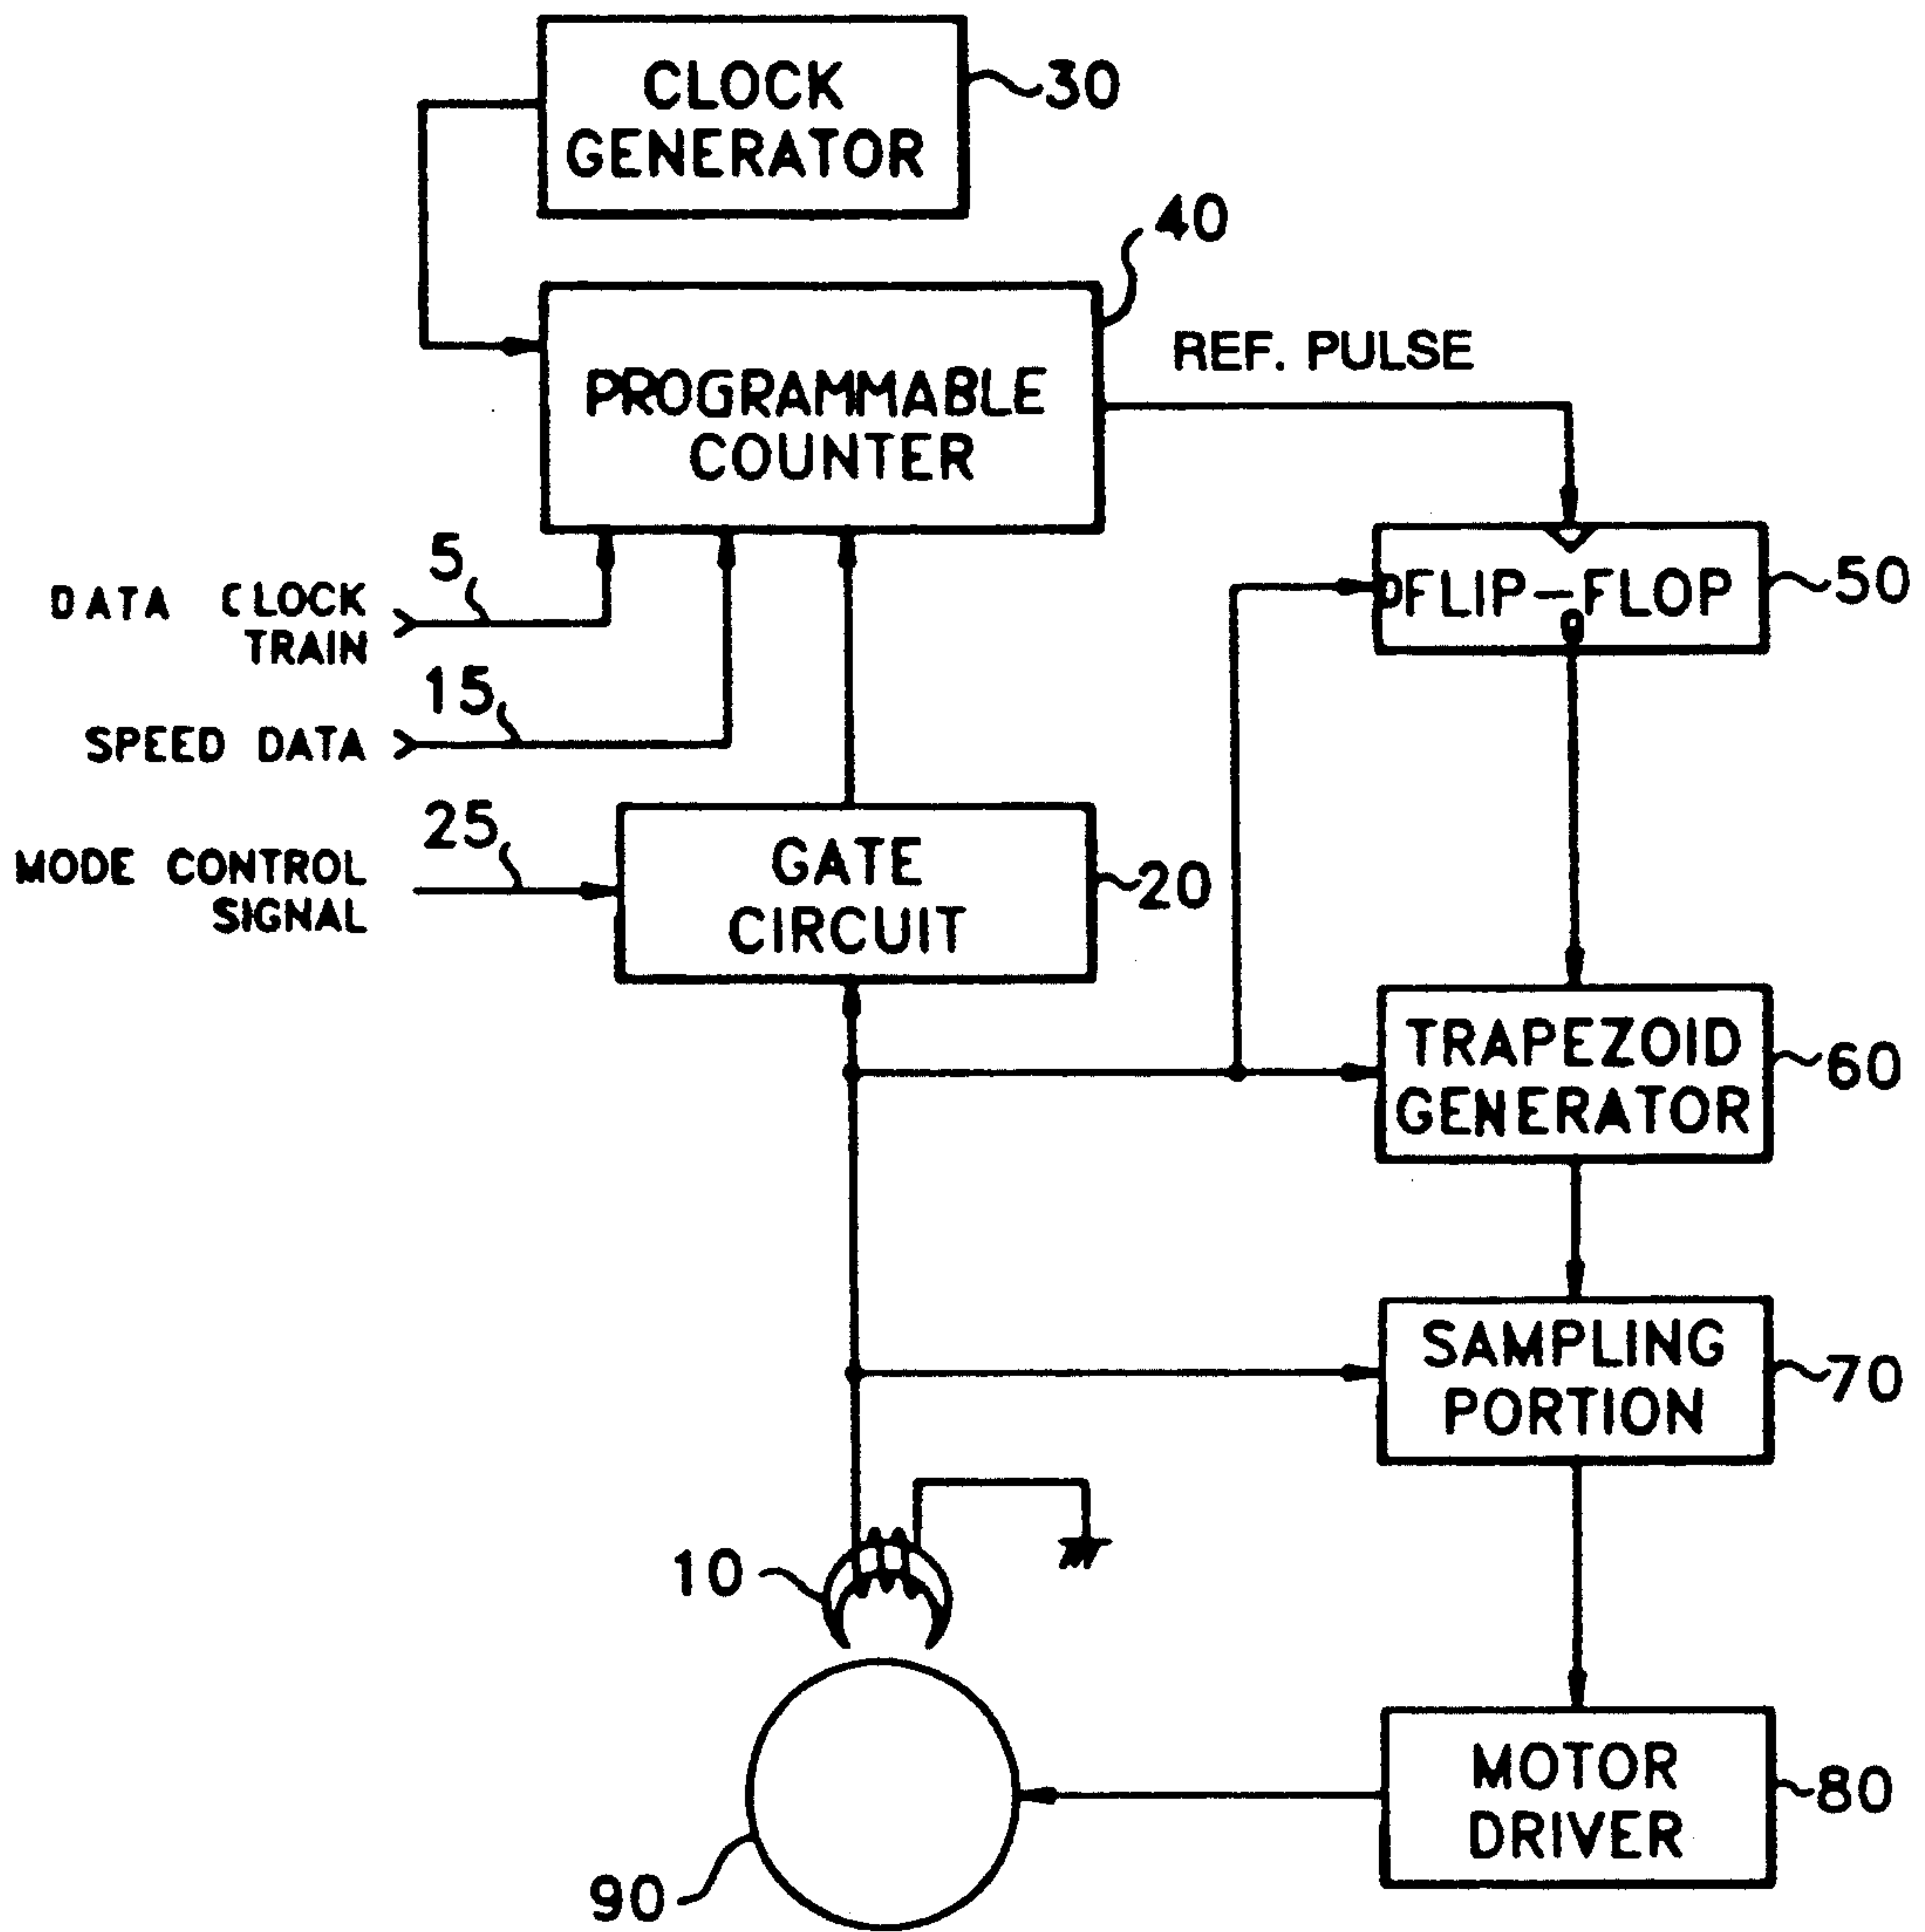 CLOCK
GENERATOR
30
40
PROGRAMMABLE
COUNTER
REF. PULSE
5
DATA CLOCK
TRAIN
15
SPEED DATA
D FLIP-FLOP
Q
50
25
MODE CONTROL
SIGNAL
GATE
CIRCUIT
20
TRAPEZOID
GENERATOR
60
SAMPLING
PORTION
70
10
MOTOR
DRIVER
80
90